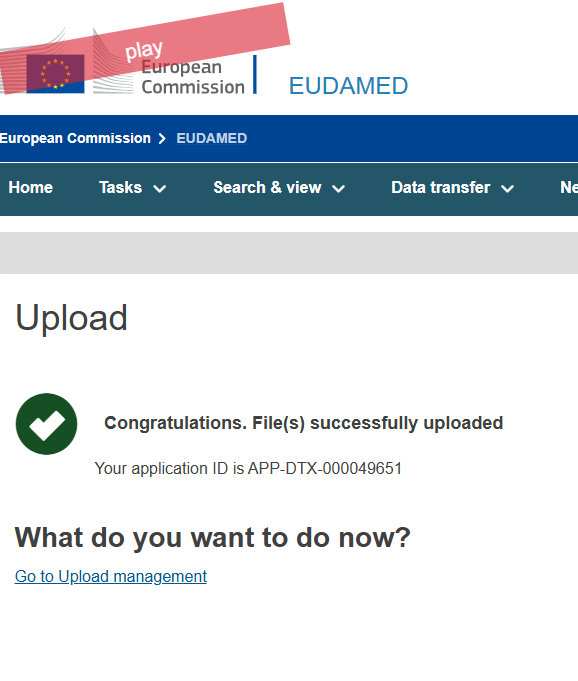 play
European
Commission
EUDAMED
European Commission > EUDAMED
Home Tasks Search & view Data transfer
Upload
Congratulations. File(s) successfully uploaded
Your application ID is APP-DTX-000049651
What do you want to do now?
Go to Upload management